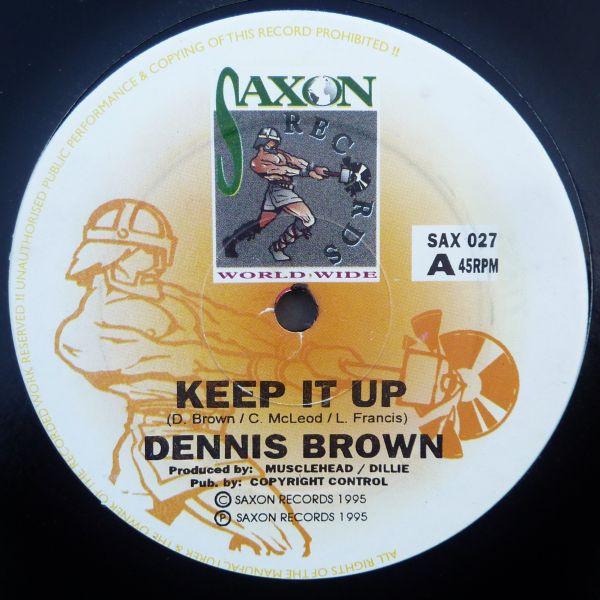 ALL RIGHTS OF THE MANUFACTURER & THE OWNER OF THE RECORDED WORK RESERVED !! UNAUTHORISED PUBLIC PERFORMANCE & COPYING OF THIS RECORD PROHIBITED !!
SAXON
RECORDS
WORLD WIDE
SAX 027
A 45RPM
KEEP IT UP
(D. Brown / C. McLeod / L. Francis)
DENNIS BROWN
Produced by: MUSCLEHEAD / DILLIE
Pub. by: COPYRIGHT CONTROL
© SAXON RECORDS 1995
℗ SAXON RECORDS 1995